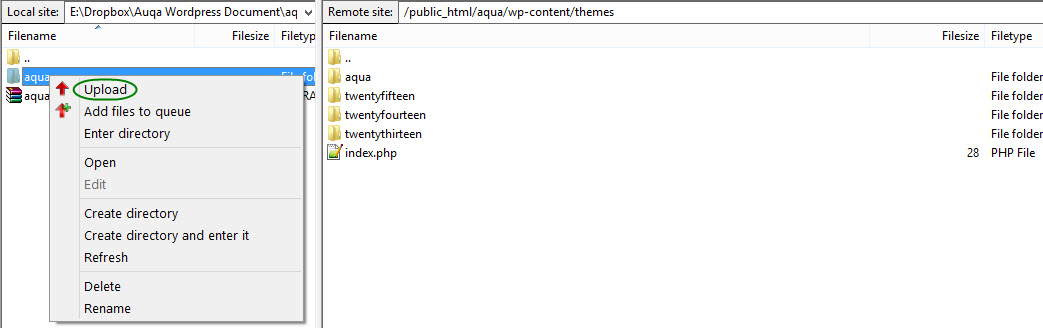 Local site: E:\Dropbox\Auqa Wordpress Document\aq
Filename Filesize Filetyp
..
aqua File fol
aqua RA
Upload
Add files to queue
Enter directory
Open
Edit
Create directory
Create directory and enter it
Refresh
Delete
Rename
Remote site: /public_html/aqua/wp-content/themes
Filename Filesize Filetype
..
aqua File folder
twentyfifteen File folder
twentyfourteen File folder
twentythirteen File folder
index.php 28 PHP File